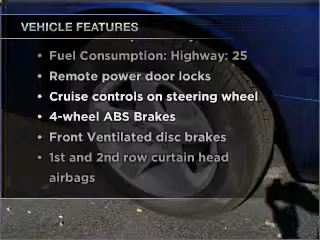 VEHICLE FEATURES
• Fuel Consumption: Highway: 25
• Remote power door locks
• Cruise controls on steering wheel
• 4-wheel ABS Brakes
• Front Ventilated disc brakes
• 1st and 2nd row curtain head
airbags